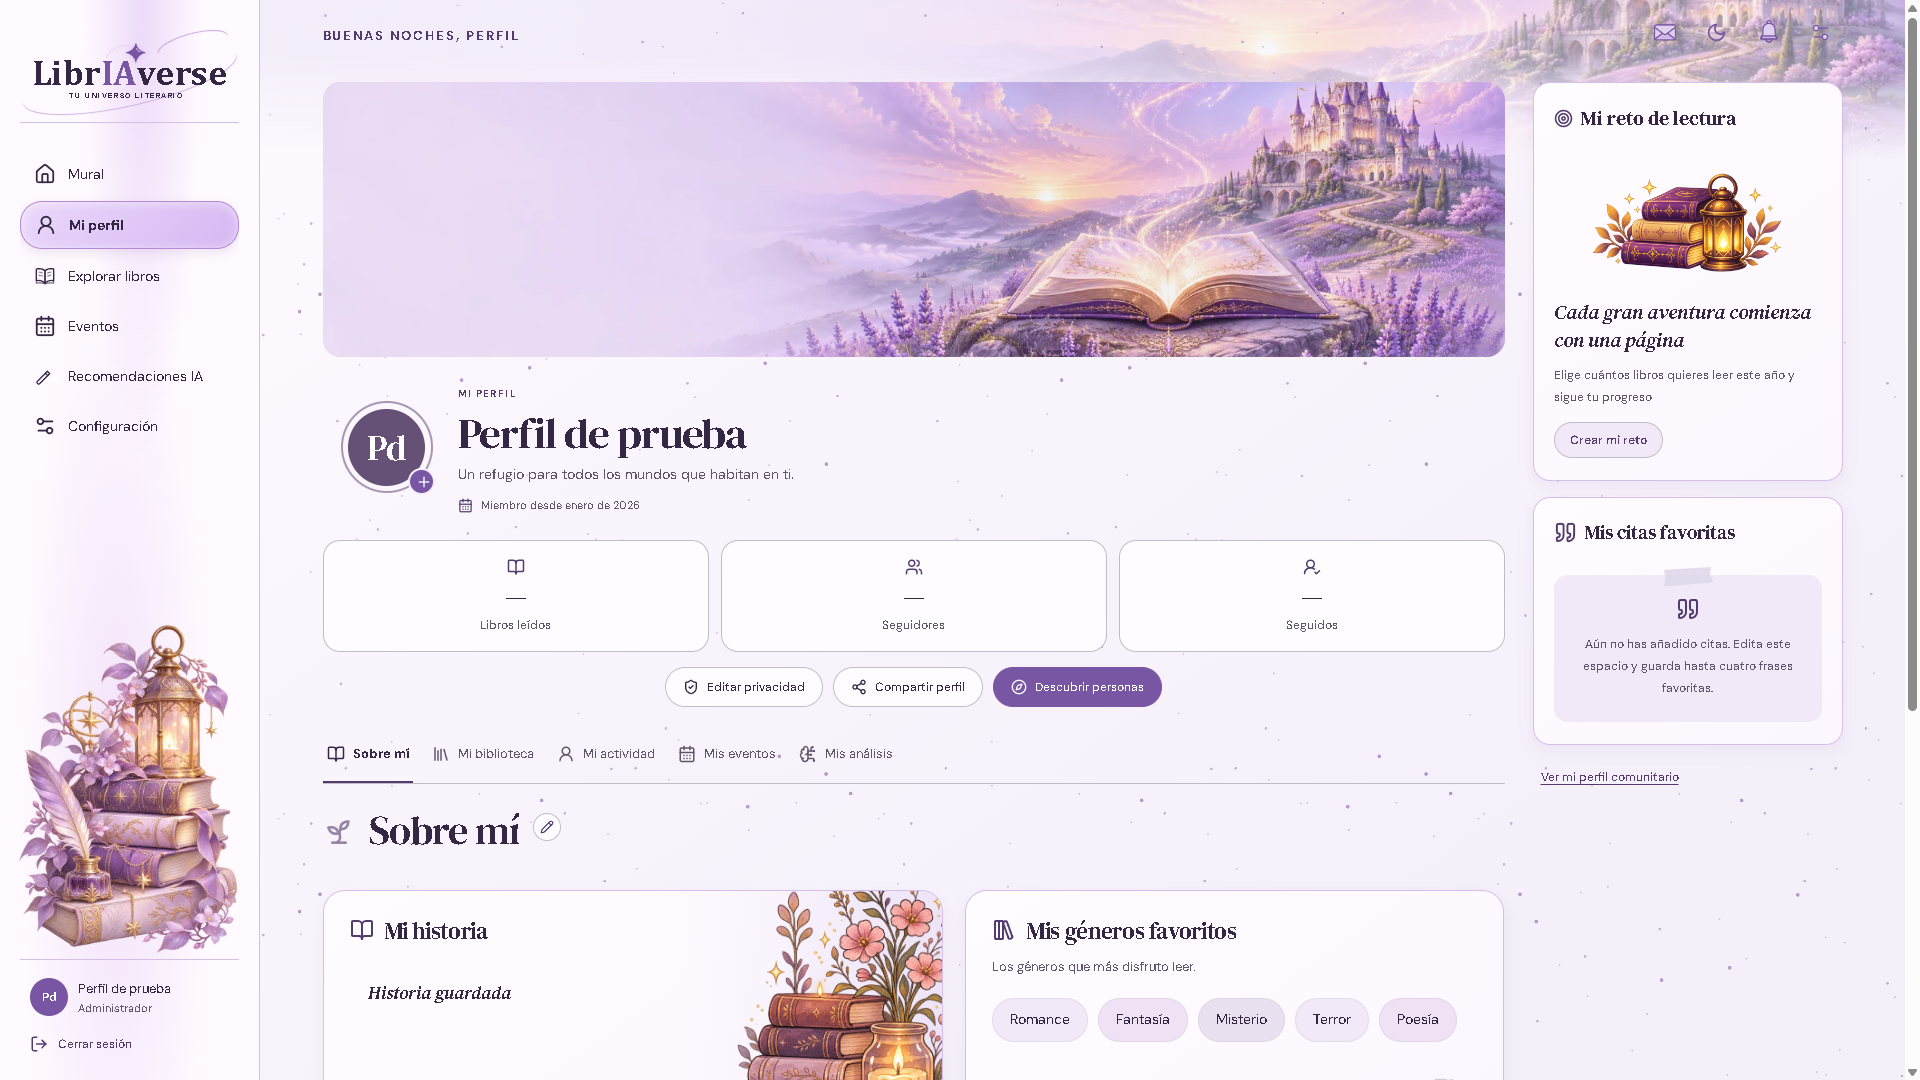 LibrIAverse
TU UNIVERSO LITERARIO
Mural
Mi perfil
Explorar libros
Eventos
Recomendaciones IA
Configuración
Pd
Perfil de prueba
Administrador
Cerrar sesión
BUENAS NOCHES, PERFIL
Pd
MI PERFIL
Perfil de prueba
Un refugio para todos los mundos que habitan en ti.
Miembro desde enero de 2026
—
Libros leídos
—
Seguidores
—
Seguidos
Editar privacidad
Compartir perfil
Descubrir personas
Sobre mí
Mi biblioteca
Mi actividad
Mis eventos
Mis análisis
Sobre mí
Mi historia
Historia guardada
Mis géneros favoritos
Los géneros que más disfruto leer.
Romance
Fantasía
Misterio
Terror
Poesía
Mi reto de lectura
Cada gran aventura comienza
con una página
Elige cuántos libros quieres leer este año y
sigue tu progreso
Crear mi reto
Mis citas favoritas
Aún no has añadido citas. Edita este
espacio y guarda hasta cuatro frases
favoritas.
Ver mi perfil comunitario